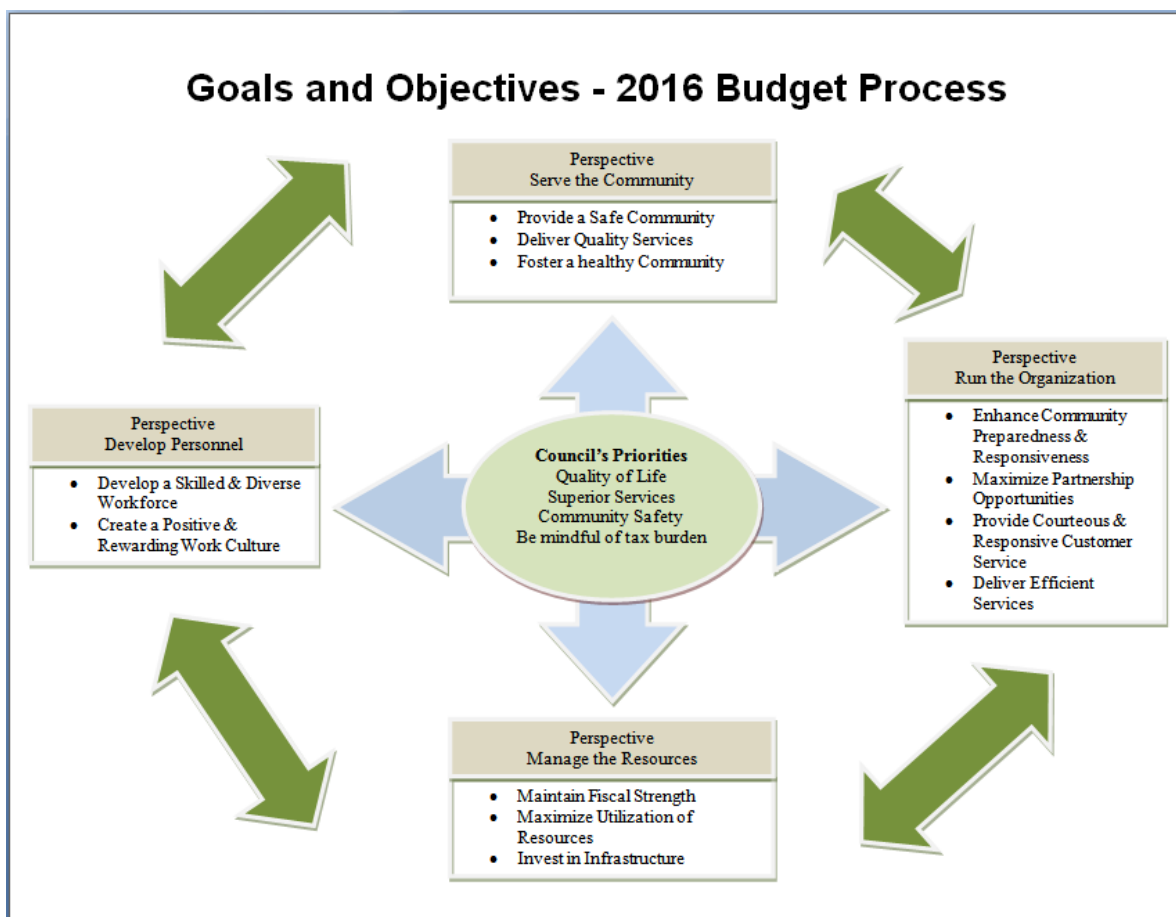 Goals and Objectives - 2016 Budget Process
Perspective
Serve the Community
• Provide a Safe Community
• Deliver Quality Services
• Foster a healthy Community
Perspective
Develop Personnel
• Develop a Skilled & Diverse
Workforce
• Create a Positive &
Rewarding Work Culture
Council's Priorities
Quality of Life
Superior Services
Community Safety
Be mindful of tax burden
Perspective
Run the Organization
• Enhance Community
Preparedness &
Responsiveness
• Maximize Partnership
Opportunities
• Provide Courteous &
Responsive Customer
Service
• Deliver Efficient
Services
Perspective
Manage the Resources
• Maintain Fiscal Strength
• Maximize Utilization of
Resources
• Invest in Infrastructure